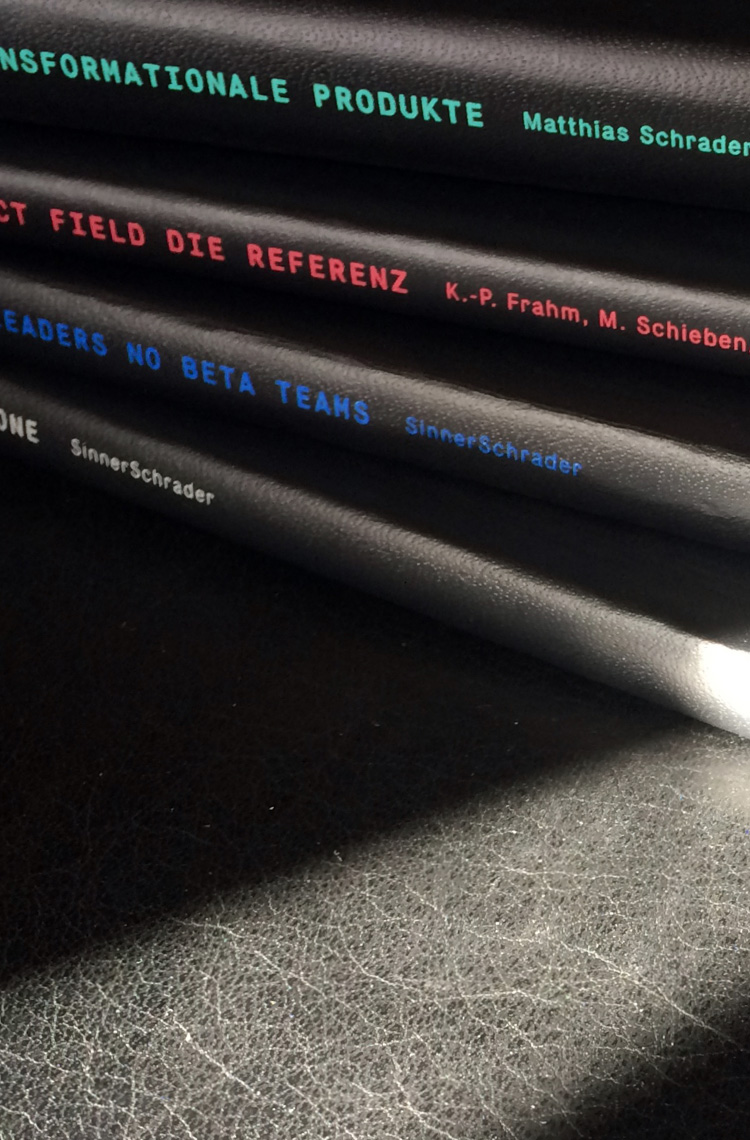 NSFORMATIONALE PRODUKTE Matthias Schrader
CT FIELD DIE REFERENZ K.-P. Frahm, M. Schieben
EADERS NO BETA TEAMS SinnerSchrader
ONE SinnerSchrader